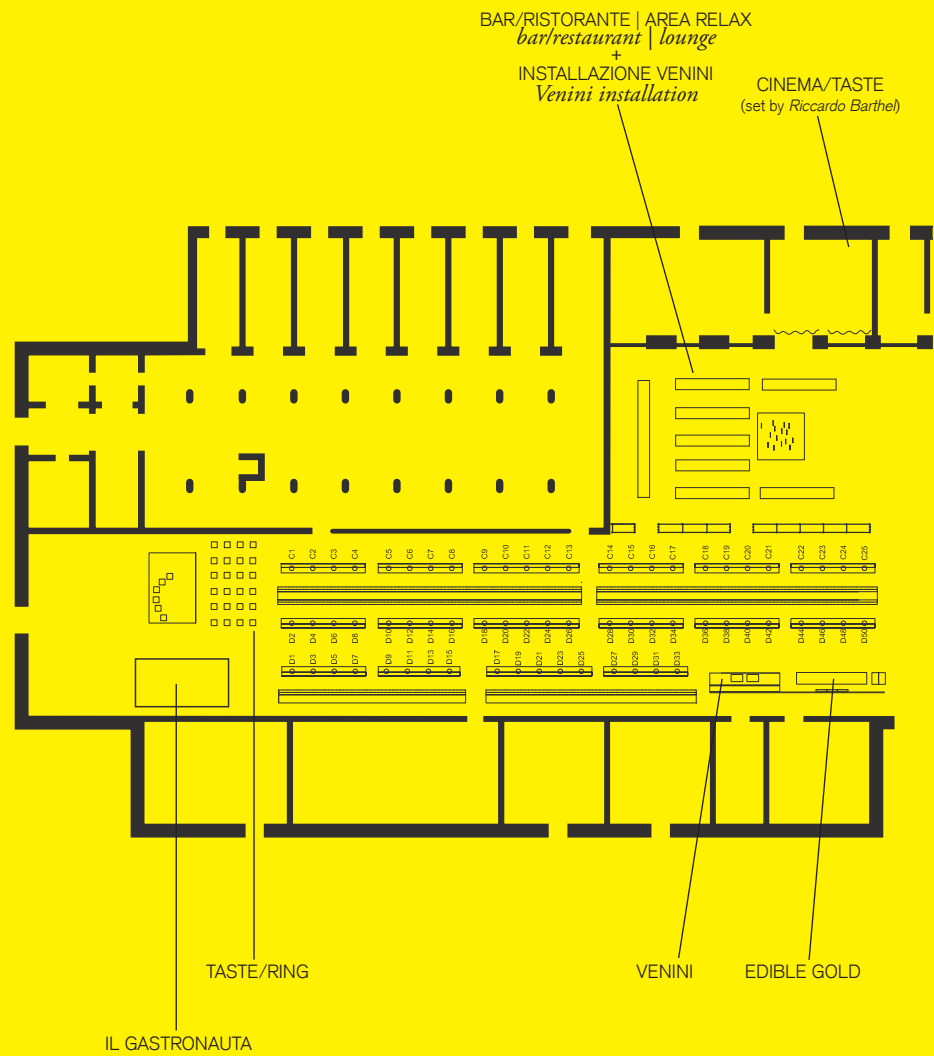 BAR/RISTORANTE | AREA RELAX
bar/restaurant | lounge
+
INSTALLAZIONE VENINI
Venini installation
CINEMA/TASTE
(set by Riccardo Barthel)
C1 C2 C3 C4 C5 C6 C7 C8 C9 C10 C11 C12 C13 C14 C15 C16 C17 C18 C19 C20 C21 C22 C23 C24 C25
D2 D4 D6 D8 D10 D12 D14 D16 D18 D20 D22 D24 D26 D28 D30 D32 D34 D36 D38 D40 D42 D44 D46 D48 D50
D1 D3 D5 D7 D9 D11 D13 D15 D17 D19 D21 D23 D25 D27 D29 D31 D33
TASTE/RING
VENINI
EDIBLE GOLD
IL GASTRONAUTA